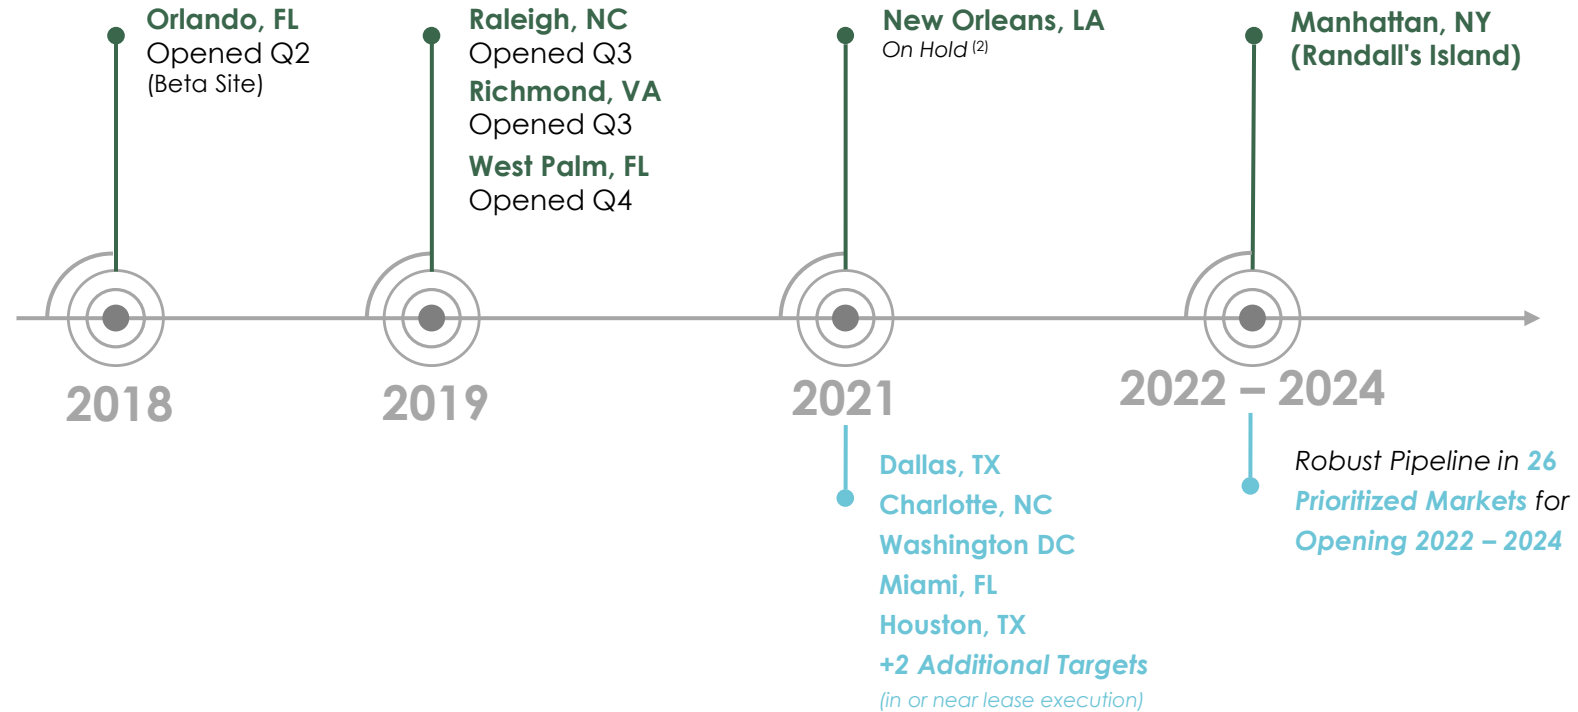 Orlando, FL
Opened Q2
(Beta Site)
Raleigh, NC
Opened Q3
Richmond, VA
Opened Q3
West Palm, FL
Opened Q4
New Orleans, LA
On Hold (2)
Manhattan, NY
(Randall's Island)
2018
2019
2021
2022 – 2024
Dallas, TX
Charlotte, NC
Washington DC
Miami, FL
Houston, TX
+2 Additional Targets
(in or near lease execution)
Robust Pipeline in 26
Prioritized Markets for
Opening 2022 – 2024